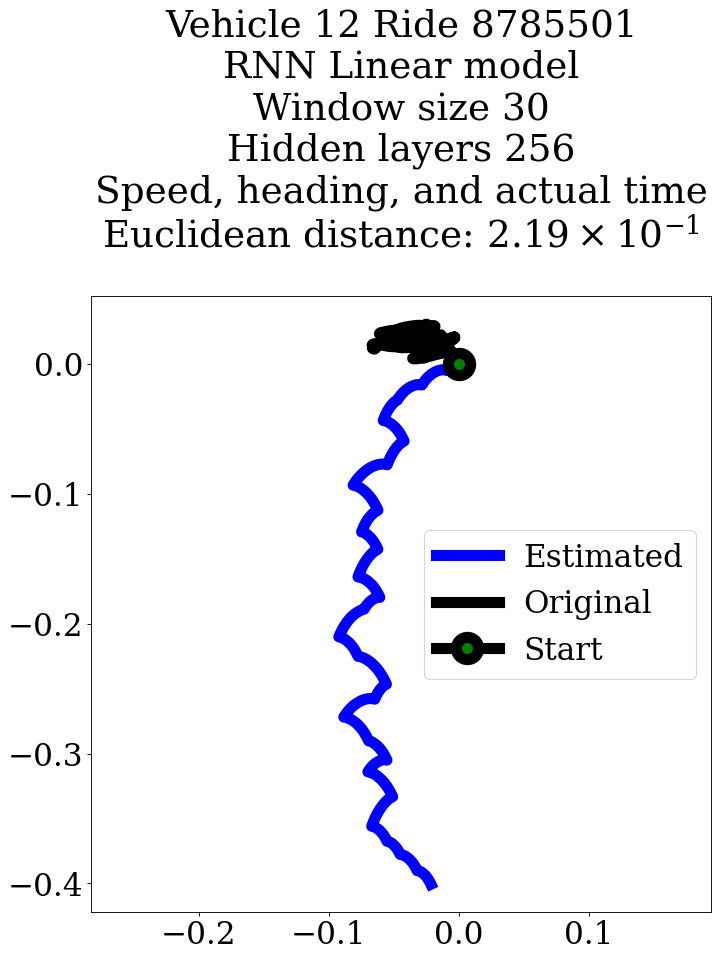 Vehicle 12 Ride 8785501
RNN Linear model
Window size 30
Hidden layers 256
Speed, heading, and actual time
Euclidean distance: 2.19 × 10⁻¹
0.0
−0.1
−0.2
−0.3
−0.4
Estimated
Original
Start
−0.2 −0.1 0.0 0.1